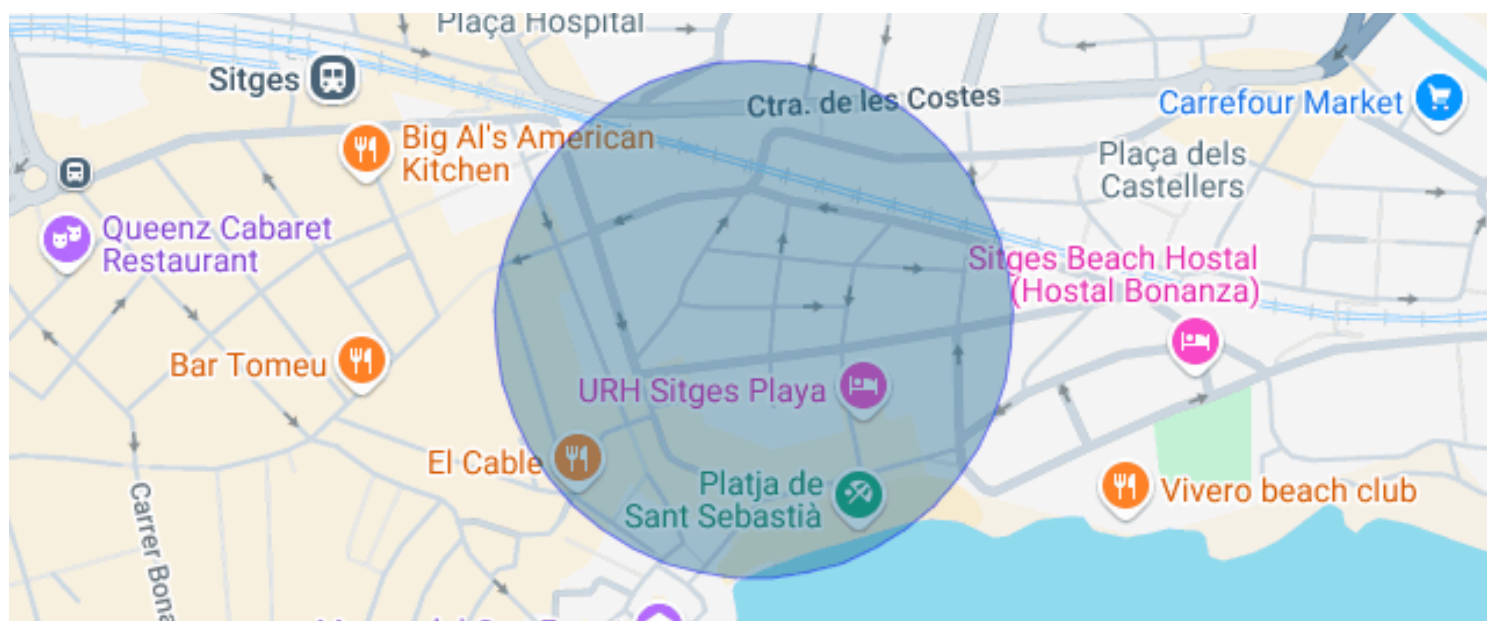 Plaça Hospital
Sitges
Ctra. de les Costes
Carrefour Market
Big Al's American
Kitchen
Plaça dels
Castellers
Queenz Cabaret
Restaurant
Sitges Beach Hostal
(Hostal Bonanza)
Bar Tomeu
URH Sitges Playa
El Cable
Platja de
Sant Sebastià
Vivero beach club
Carrer Bona